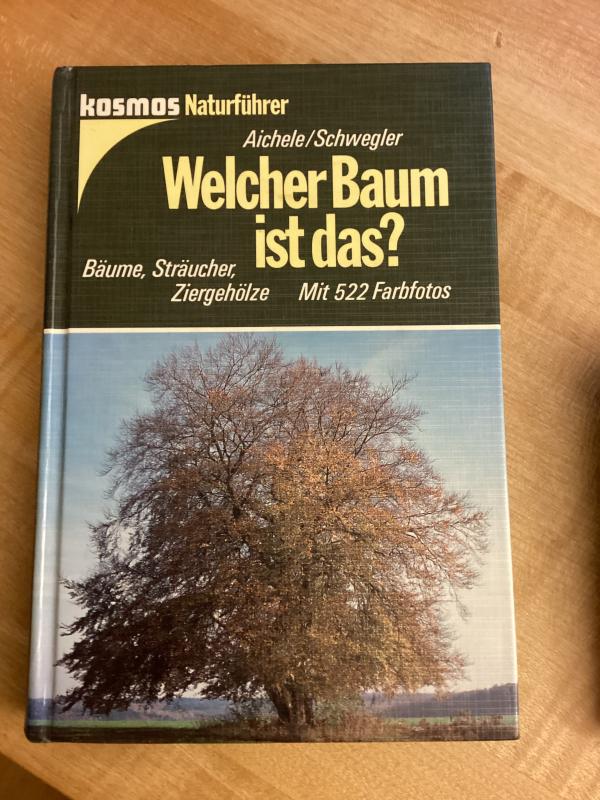 kosmos Naturführer
Aichele/Schwegler
Welcher Baum
ist das?
Bäume, Sträucher,
Ziergehölze Mit 522 Farbfotos